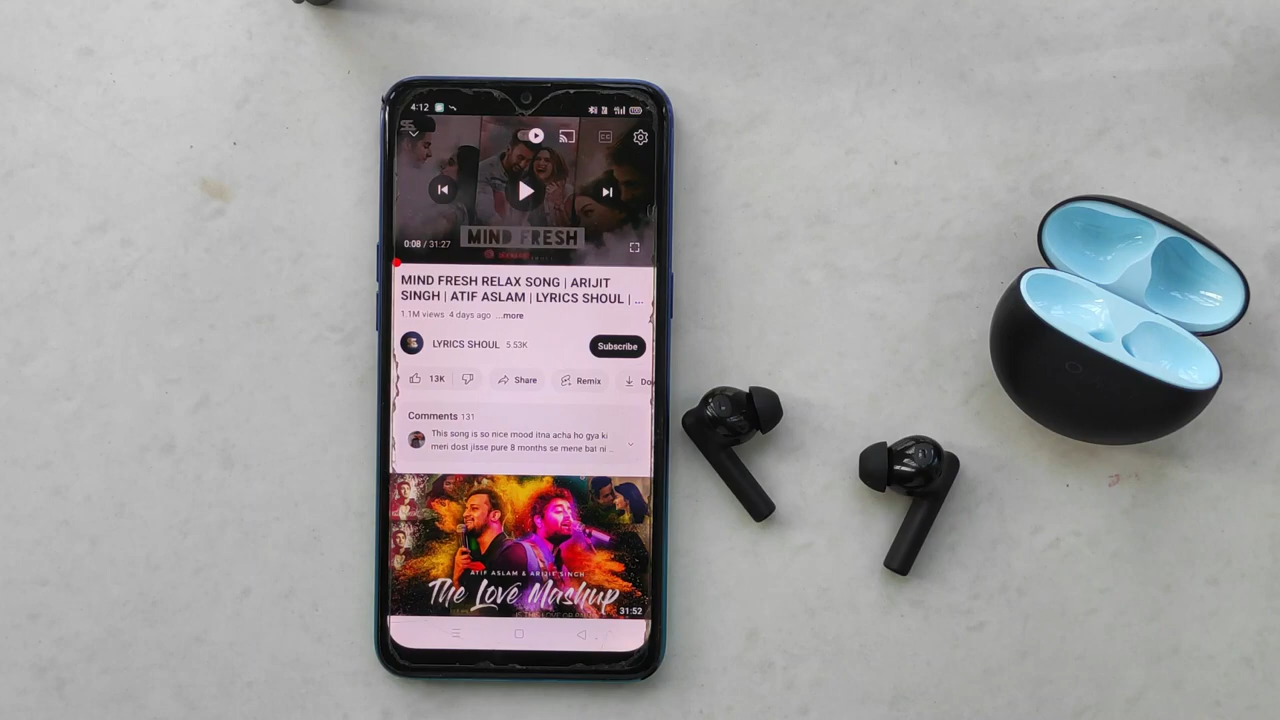 4:12
MIND FRESH
0:08 / 31:27
MIND FRESH RELAX SONG | ARIJIT
SINGH | ATIF ASLAM | LYRICS SHOUL | ...
1.1M views 4 days ago ...more
LYRICS SHOUL 5.53K
Subscribe
13K
Share
Remix
Do
Comments 131
This song is so nice mood itna acha ho gya ki
meri dost jisse pure 8 months se mene bat ni ..
ATIF ASLAM & ARIJIT SINGH
The Love Mashup
31:52